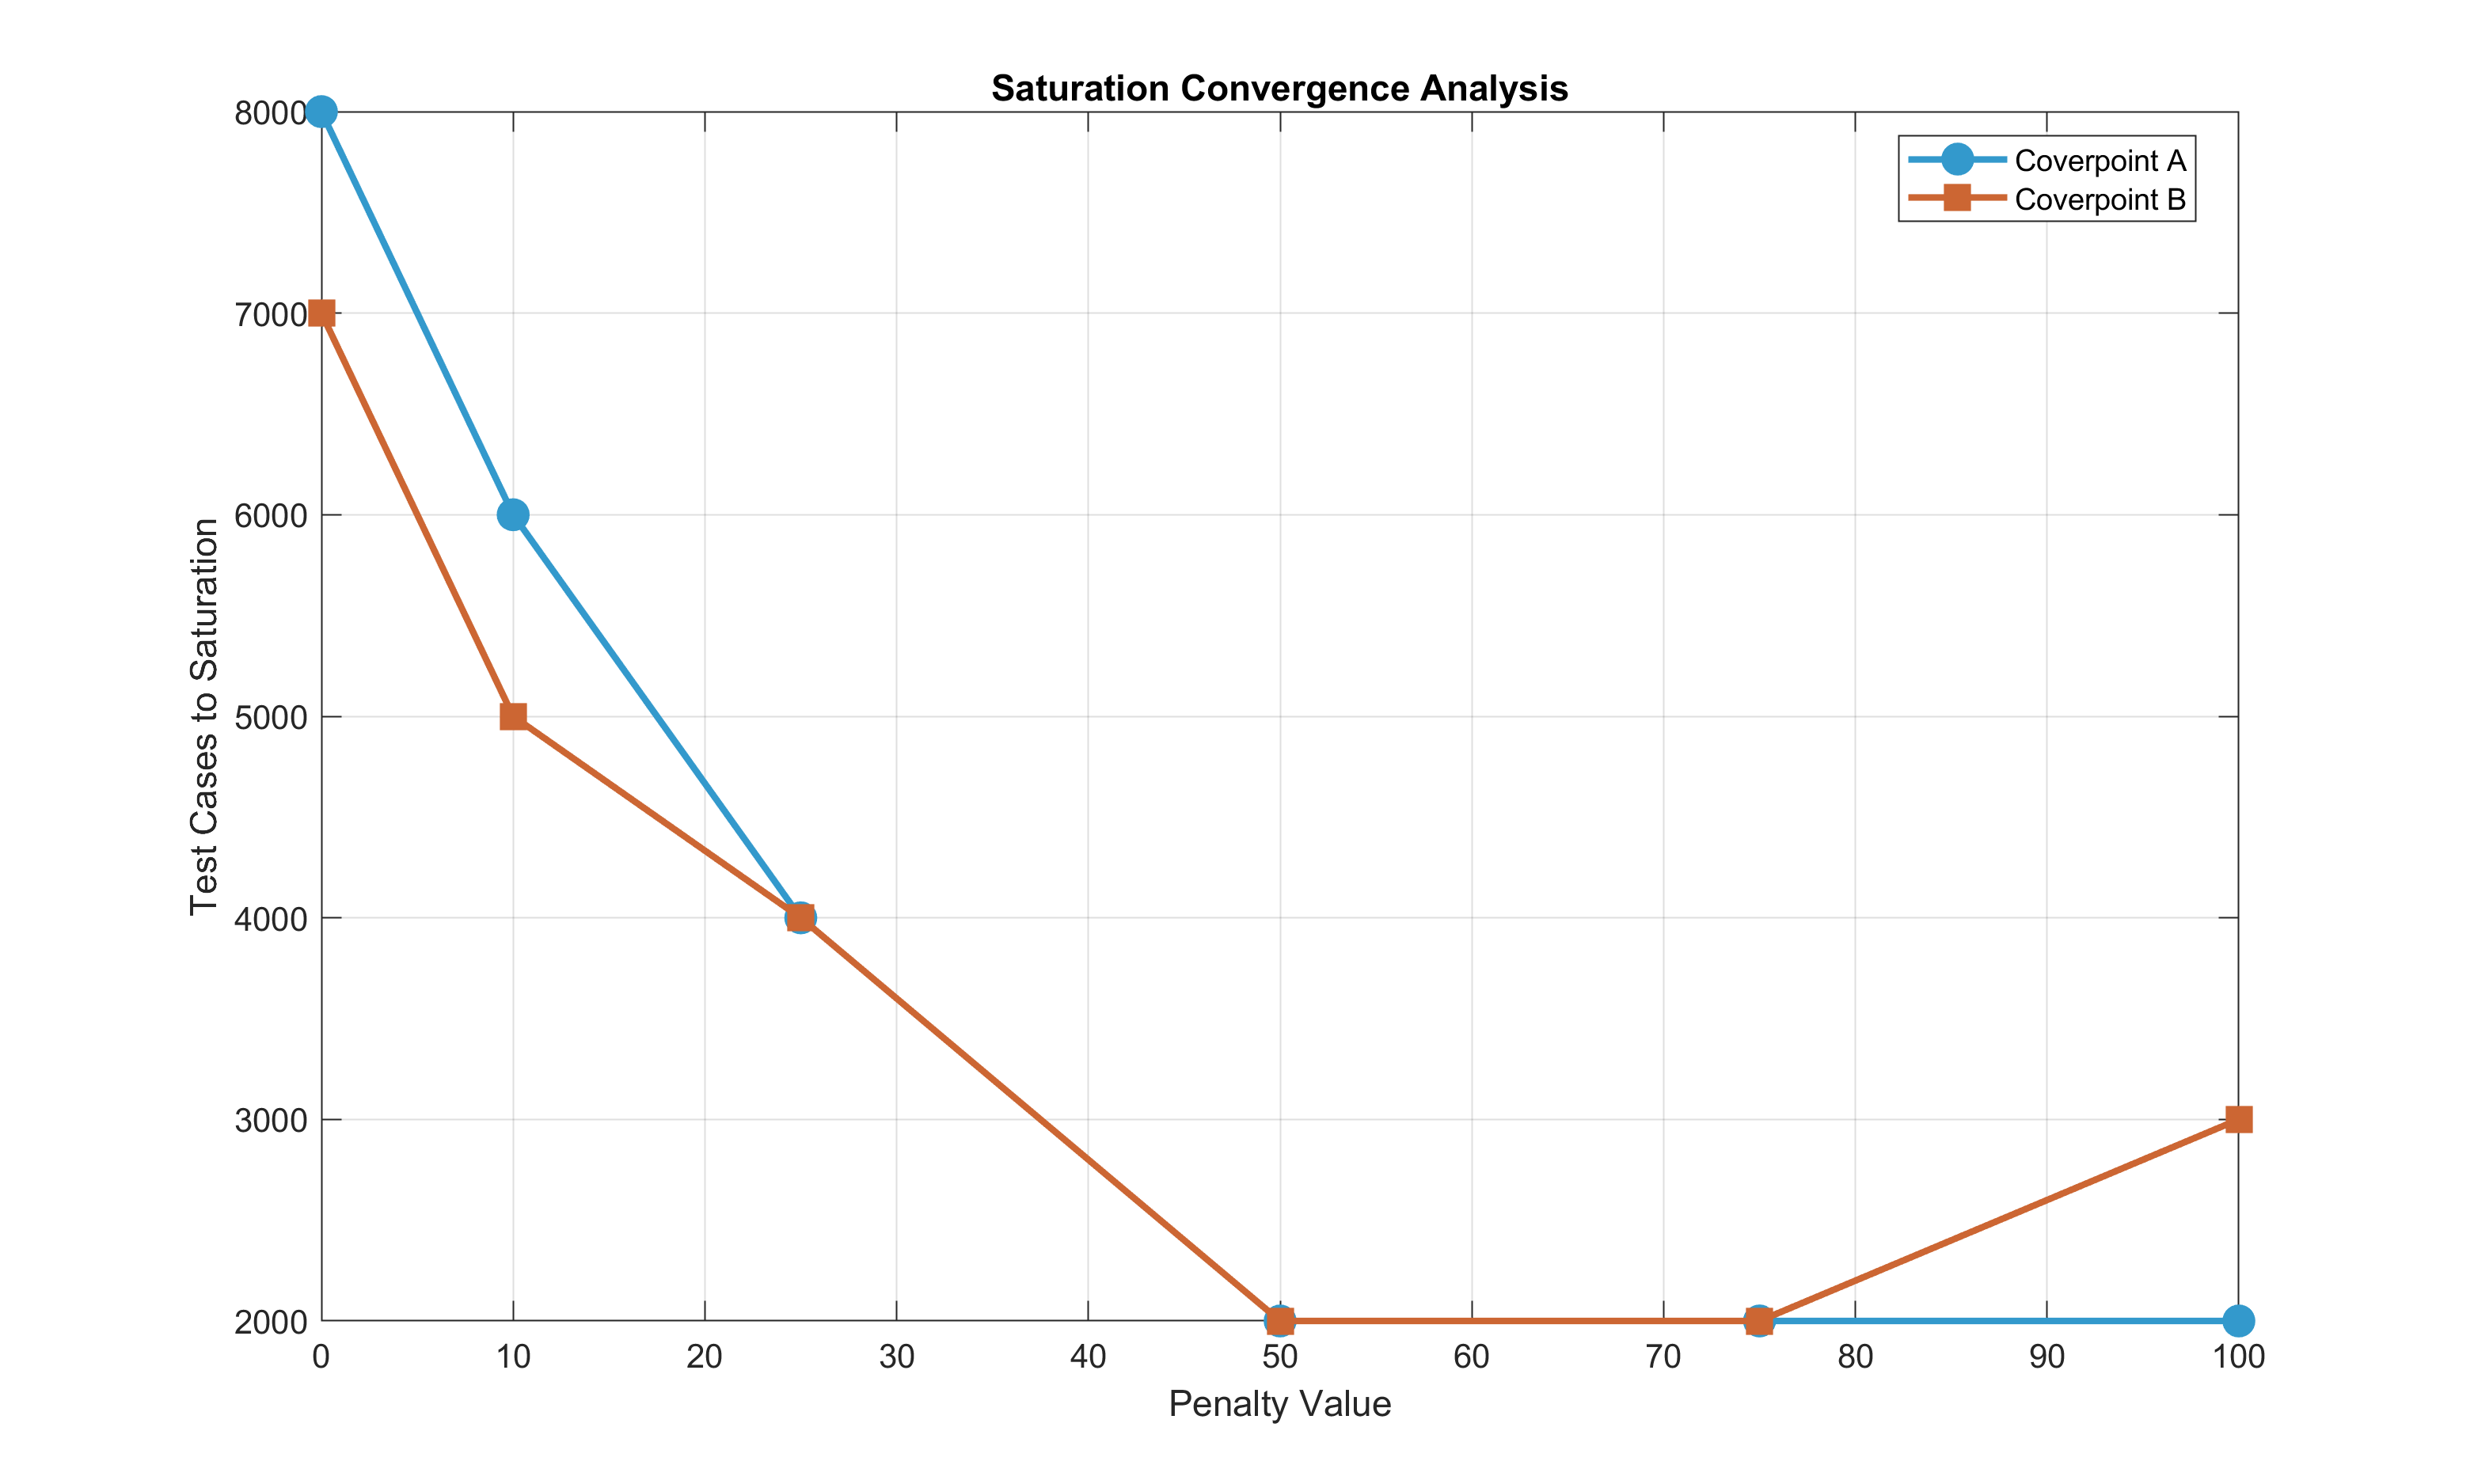 Saturation Convergence Analysis
8000
7000
6000
5000
4000
3000
2000
Test Cases to Saturation
Coverpoint A
Coverpoint B
0 10 20 30 40 50 60 70 80 90 100
Penalty Value